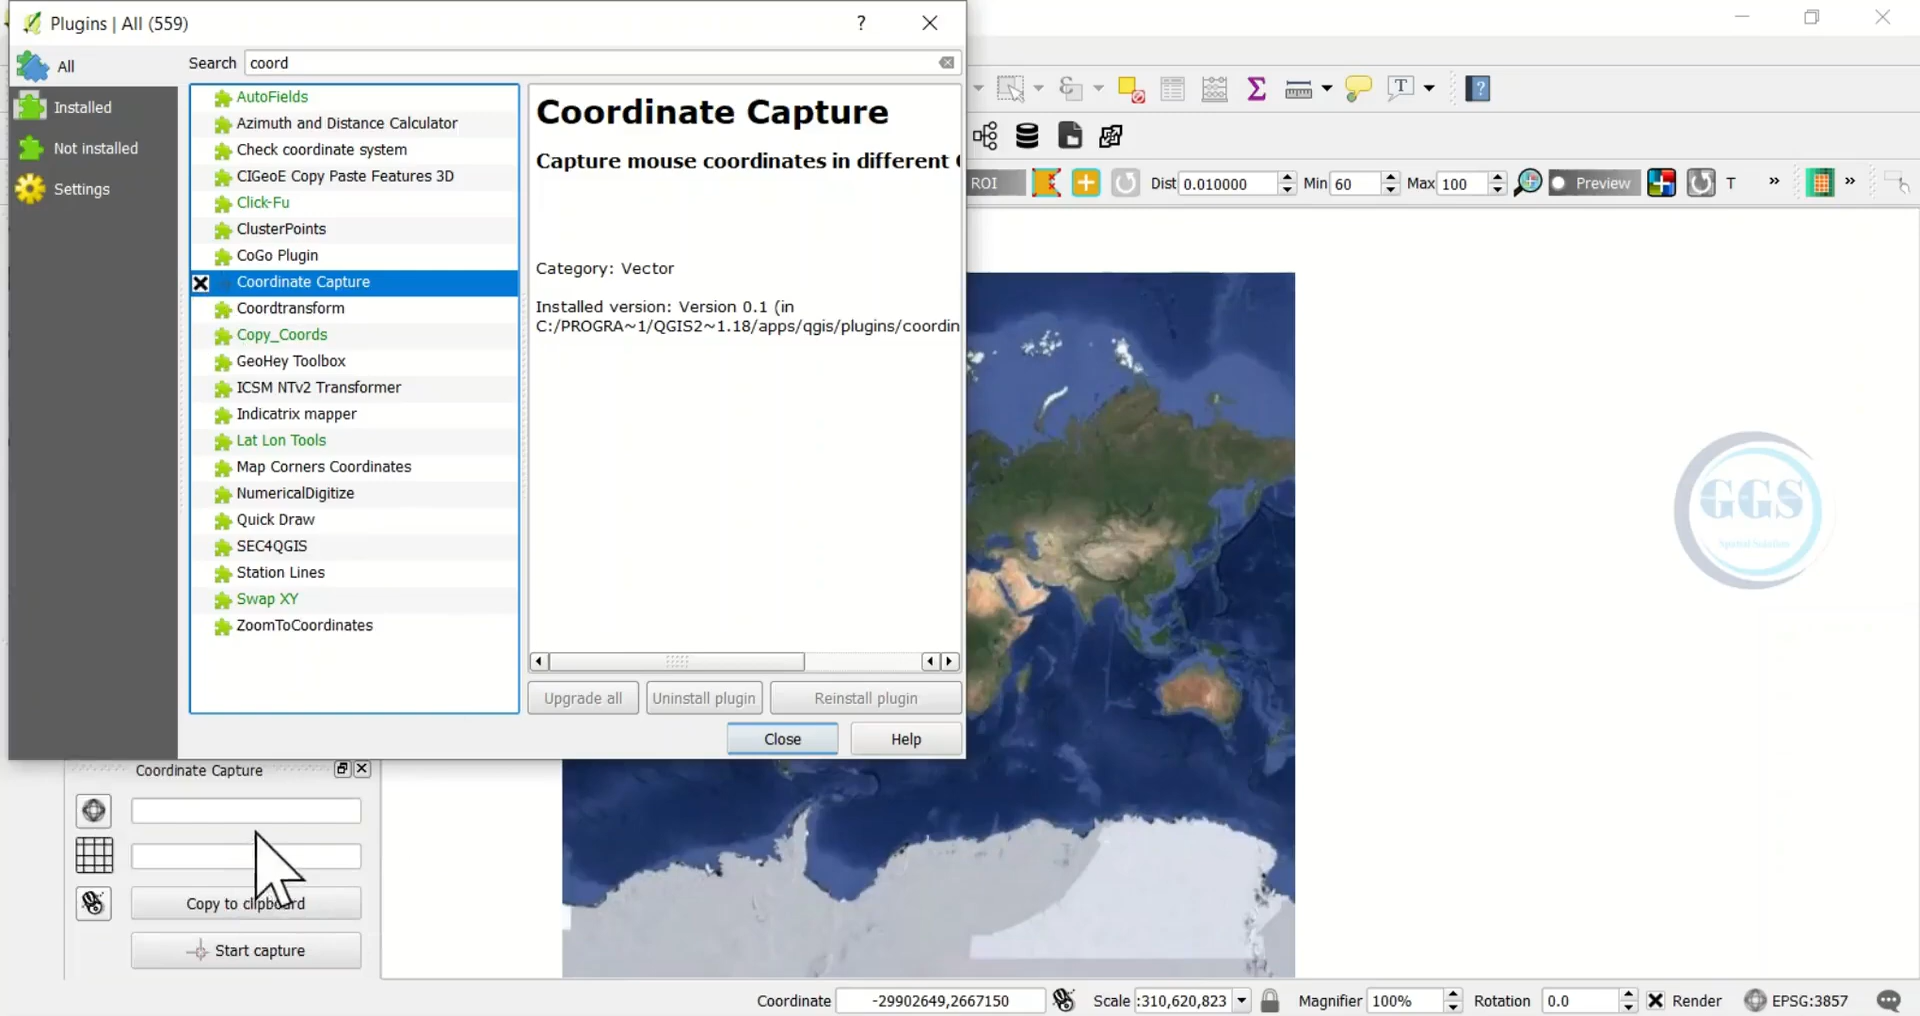 Plugins | All (559)
?
All
Installed
Not installed
Settings
Search
coord
AutoFields
Azimuth and Distance Calculator
Check coordinate system
CIGeoE Copy Paste Features 3D
Click-Fu
ClusterPoints
CoGo Plugin
Coordinate Capture
Coordtransform
Copy_Coords
GeoHey Toolbox
ICSM NTv2 Transformer
Indicatrix mapper
Lat Lon Tools
Map Corners Coordinates
NumericalDigitize
Quick Draw
SEC4QGIS
Station Lines
Swap XY
ZoomToCoordinates
Coordinate Capture
Capture mouse coordinates in different
Category: Vector
Installed version: Version 0.1 (in
C:/PROGRA~1/QGIS2~1.18/apps/qgis/plugins/coordin
Upgrade all
Uninstall plugin
Reinstall plugin
Close
Help
T
?
ROI
Dist 0.010000
Min 60
Max 100
Preview
T
»
»
GGS
Spatial Solution
Coordinate Capture
Copy to clipboard
Start capture
Coordinate -29902649,2667150
Scale :310,620,823
Magnifier 100%
Rotation 0.0
Render
EPSG:3857